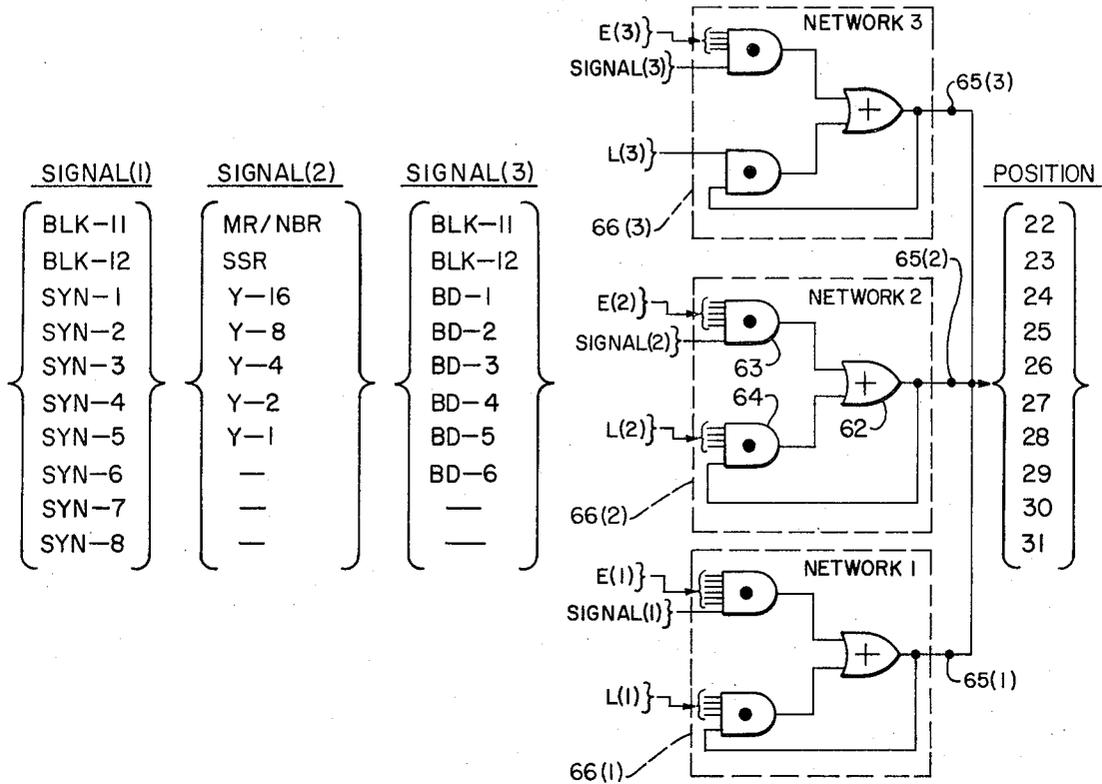 SIGNAL(1) SIGNAL(2) SIGNAL(3) POSITION
BLK-11 MR/NBR BLK-11 22
BLK-12 SSR BLK-12 23
SYN-1 Y-16 BD-1 24
SYN-2 Y-8 BD-2 25
SYN-3 Y-4 BD-3 26
SYN-4 Y-2 BD-4 27
SYN-5 Y-1 BD-5 28
SYN-6 — BD-6 29
SYN-7 — — 30
SYN-8 — — 31
NETWORK 3
E(3)
SIGNAL(3)
+
65(3)
L(3)
66(3)
65(2)
NETWORK 2
E(2)
SIGNAL(2)
63
+
64
62
L(2)
66(2)
NETWORK 1
E(1)
SIGNAL(1)
+
65(1)
L(1)
66(1)